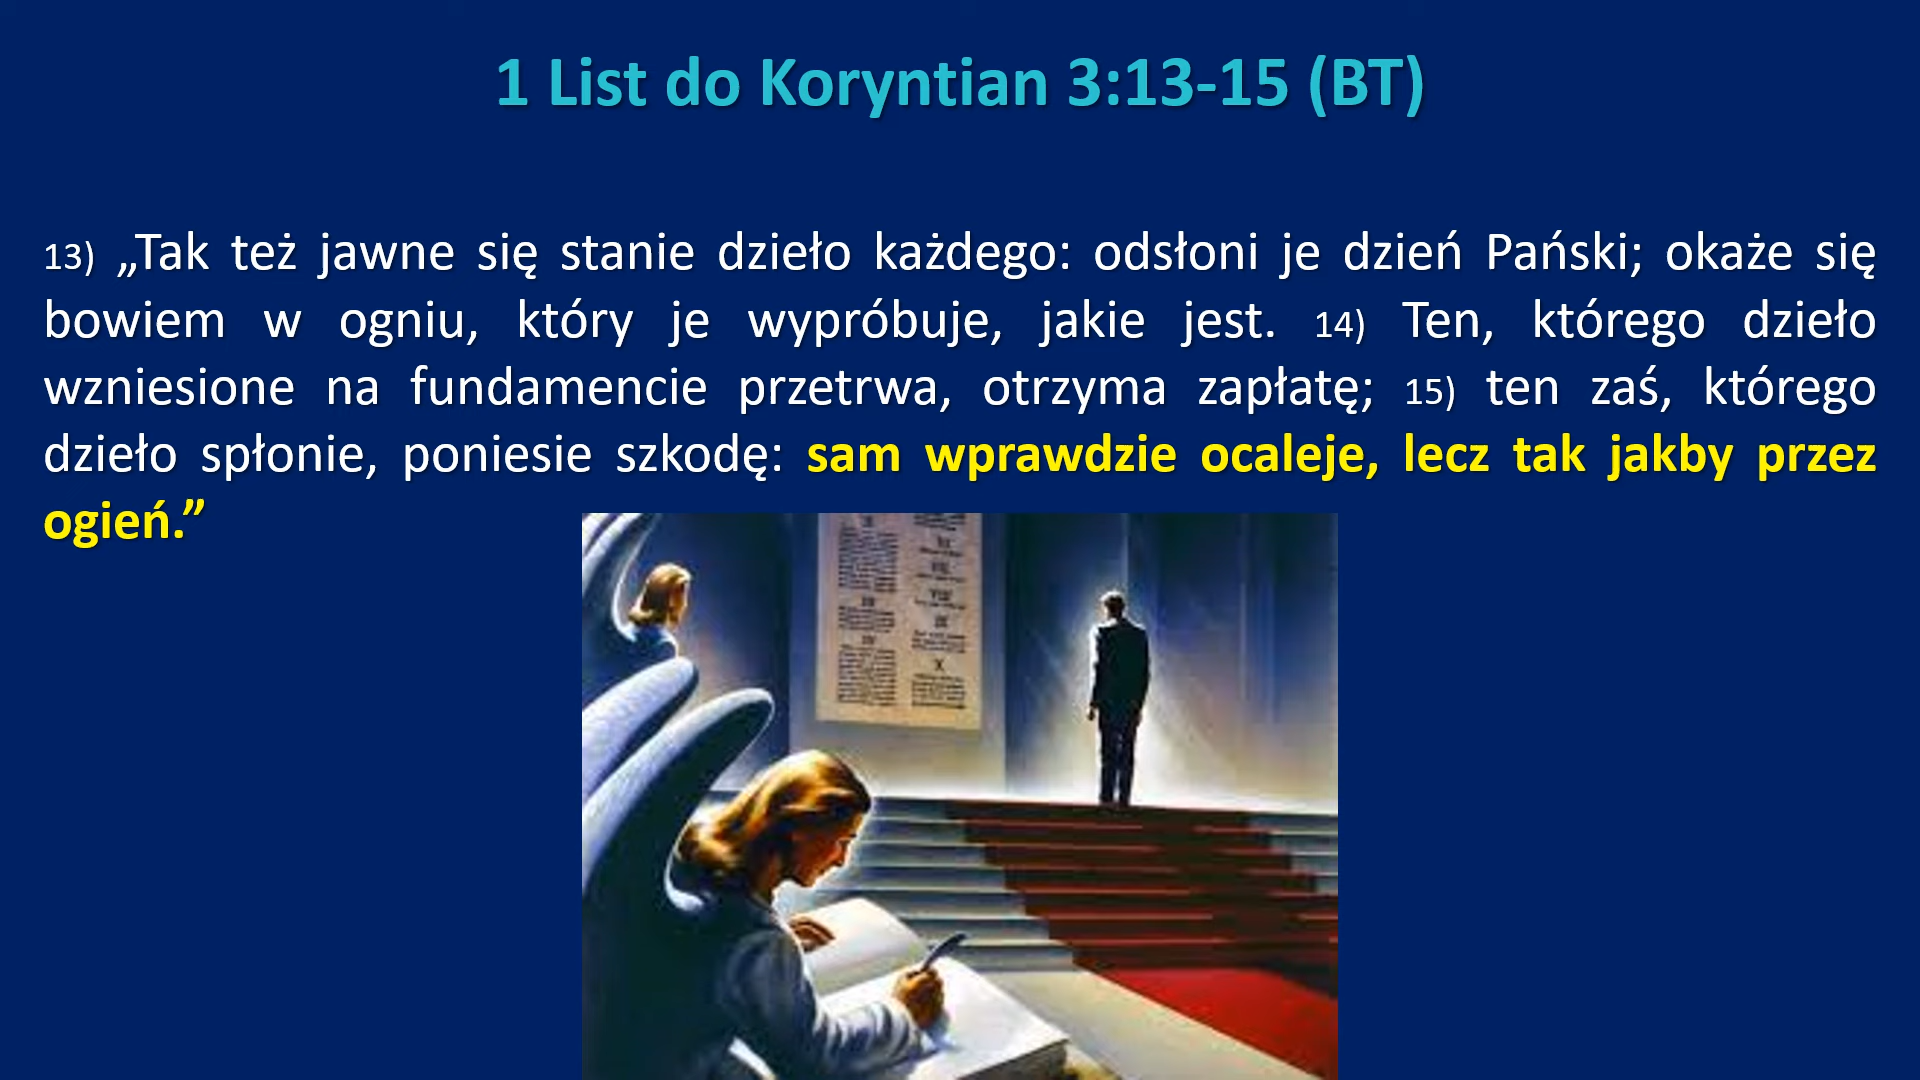 1 List do Koryntian 3:13-15 (BT)
13) „Tak też jawne się stanie dzieło każdego: odsłoni je dzień Pański; okaże się
bowiem w ogniu, który je wypróbuje, jakie jest. 14) Ten, którego dzieło
wzniesione na fundamencie przetrwa, otrzyma zapłatę; 15) ten zaś, którego
dzieło spłonie, poniesie szkodę: sam wprawdzie ocaleje, lecz tak jakby przez
ogień.”
X